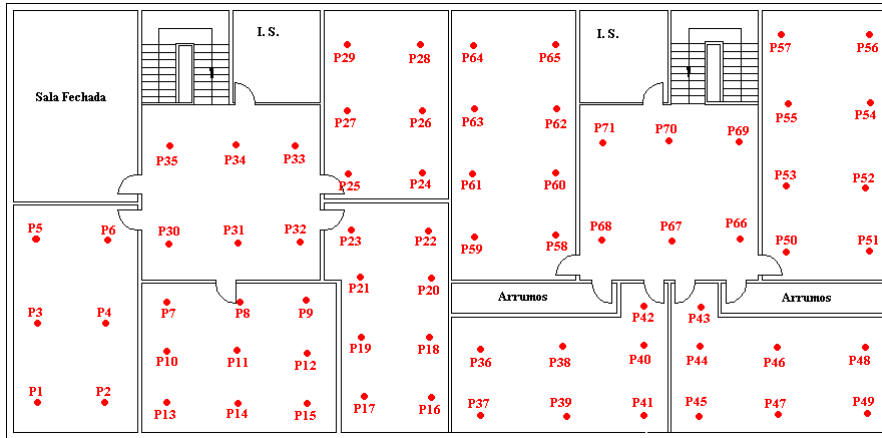 I. S.
I. S.
P57
P56
P29
P28
P64
P65
Sala Fechada
P27
P26
P63
P62
P55
P54
P71
P70
P69
P35
P34
P33
P25
P24
P61
P60
P53
P52
P5
P6
P30
P31
P32
P23
P22
P59
P58
P68
P67
P66
P50
P51
P21
P20
Arrumos
Arrumos
P7
P8
P9
P42
P43
P3
P4
P19
P18
P10
P11
P12
P36
P38
P40
P44
P46
P48
P1
P2
P13
P14
P15
P17
P16
P37
P39
P41
P45
P47
P49